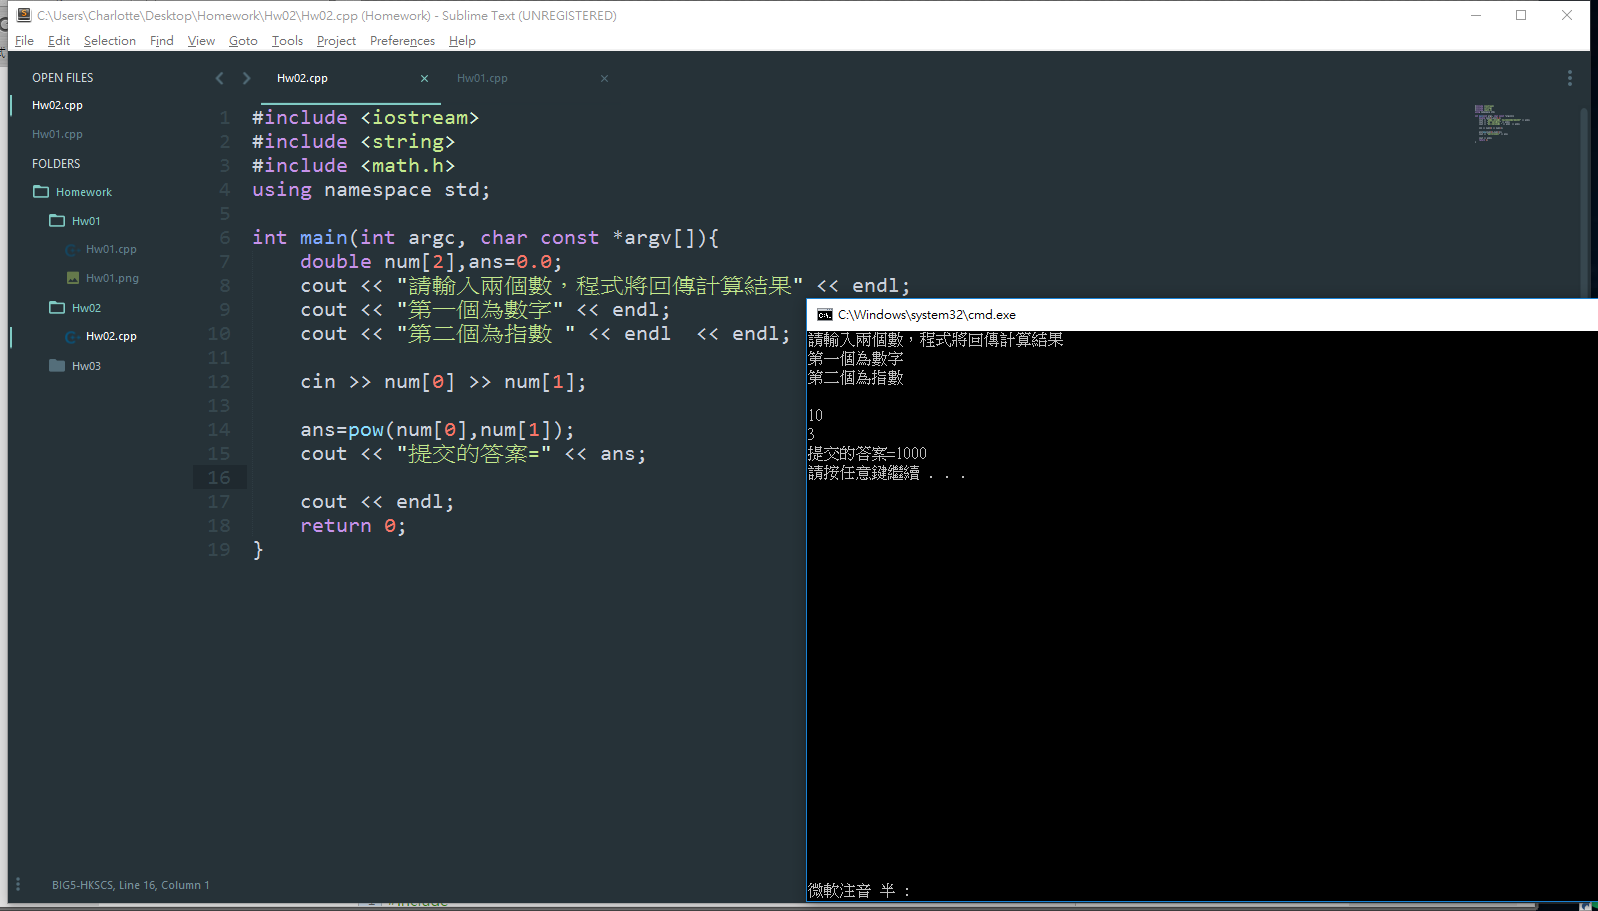 C:\Users\Charlotte\Desktop\Homework\Hw02\Hw02.cpp (Homework) - Sublime Text (UNREGISTERED)
File Edit Selection Find View Goto Tools Project Preferences Help
OPEN FILES
Hw02.cpp
Hw01.cpp
FOLDERS
Homework
Hw01
Hw01.cpp
Hw01.png
Hw02
Hw02.cpp
Hw03
Hw02.cpp × Hw01.cpp ×
1 #include <iostream>
2 #include <string>
3 #include <math.h>
4 using namespace std;
5
6 int main(int argc, char const *argv[]){
7 double num[2],ans=0.0;
8 cout << "請輸入兩個數，程式將回傳計算結果" << endl;
9 cout << "第一個為數字" << endl;
10 cout << "第二個為指數 " << endl  << endl;
11
12 cin >> num[0] >> num[1];
13
14 ans=pow(num[0],num[1]);
15 cout << "提交的答案=" << ans;
16
17 cout << endl;
18 return 0;
19 }
BIG5-HKSCS, Line 16, Column 1
C:\Windows\system32\cmd.exe
請輸入兩個數，程式將回傳計算結果
第一個為數字
第二個為指數
10
3
提交的答案=1000
請按任意鍵繼續 . . .
微軟注音 半 :
#include